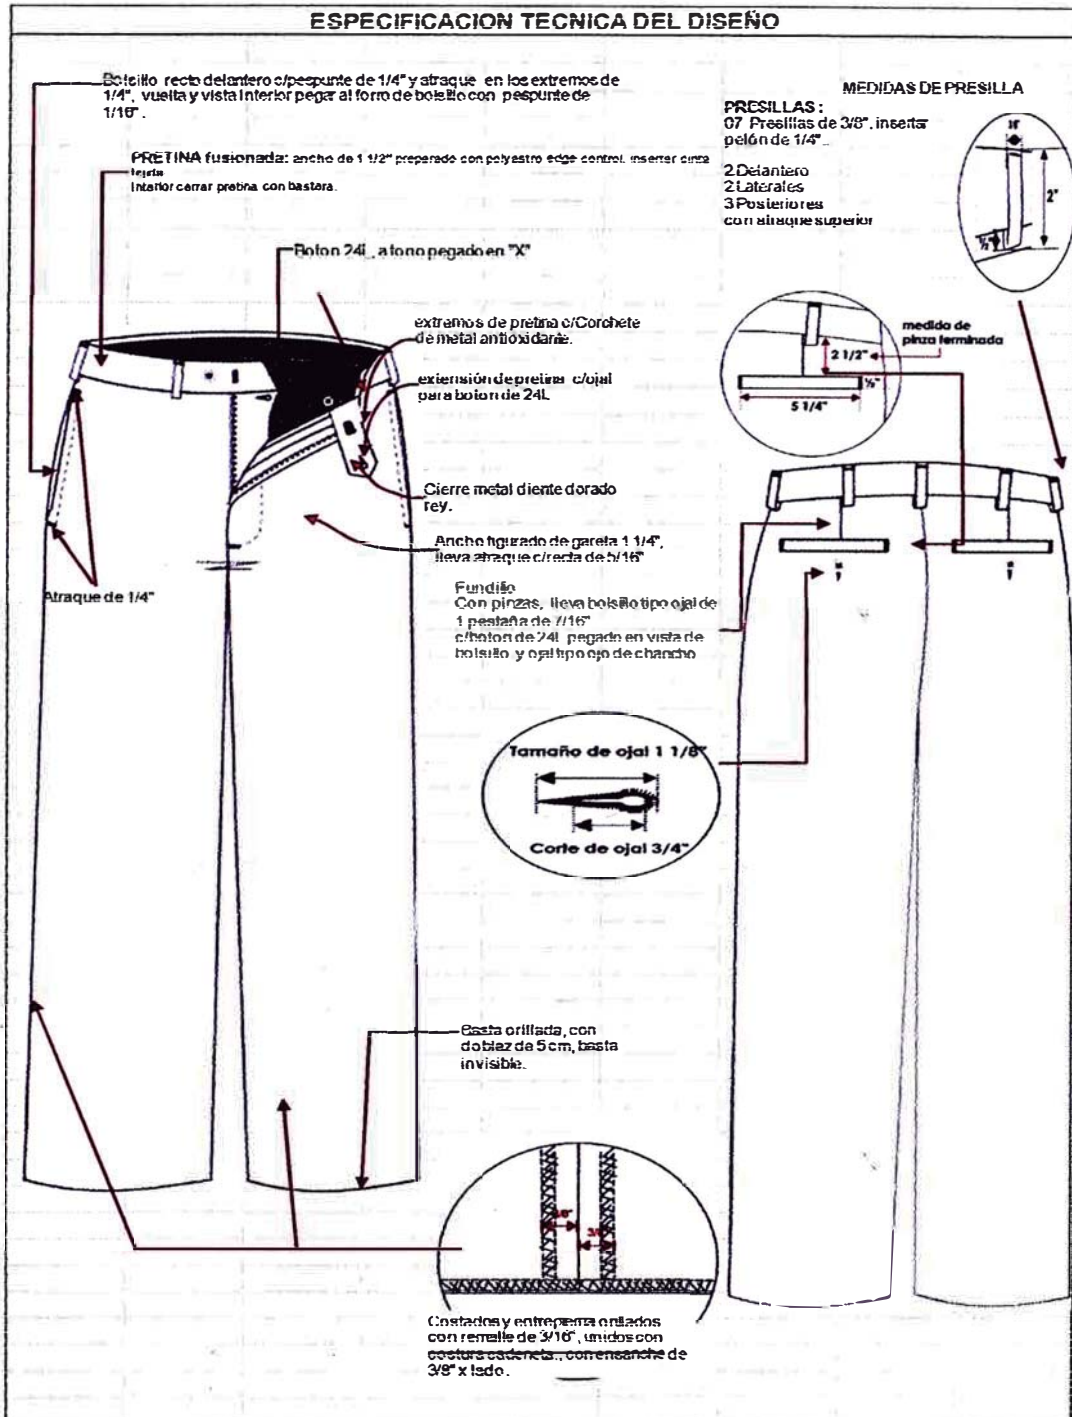 ESPECIFICACION TECNICA DEL DISEÑO
Bolsillo recto delantero c/pespunte de 1/4" y atraque en los extremos de
1/4", vuelta y vista interior pegar al forro de bolsillo con pespunte de
1/16".
PRETINA fusionada: ancho de 1 1/2" preparado con polyestro edge control. insertar cinta
tejida
Interior cerrar pretina con bastera.
Boton 24L, a tono pegado en "X"
extremos de pretina c/Corchete
de metal antioxidante.
extensión de pretina c/ojal
para boton de 24L
Cierre metal diente dorado
rey.
Ancho figurado de gareta 1 1/4",
lleva atraque c/recta de 5/16"
Atraque de 1/4"
Fundillo
Con pinzas, lleva bolsillo tipo ojal de
1 pestaña de 7/16"
c/boton de 24L pegado en vista de
bolsillo y ojal tipo ojo de chancho
MEDIDAS DE PRESILLA
PRESILLAS :
07 Presillas de 3/8", insertar
pelón de 1/4"..
2 Delantero
2 Laterales
3 Posteriores
con atraque superior
2"
½"
medida de
pinza terminada
2 1/2"
½"
5 1/4"
Tamaño de ojal 1 1/8"
Corte de ojal 3/4"
Basta orillada, con
doblez de 5 cm, basta
invisible.
Costados y entrepierna orillados
con remalle de 3/16", unidos con
costura cadeneta., con ensanche de
3/8" x lado.